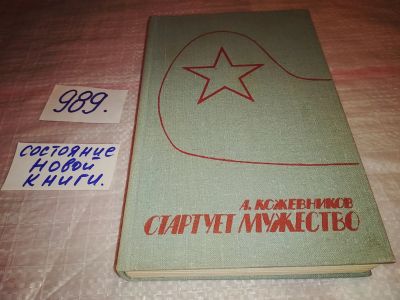 989.
СОСТОЯНИЕ
НОВОЙ
КНИГИ.
А. КОЖЕВНИКОВ
СТАРТУЕТ МУЖЕСТВО